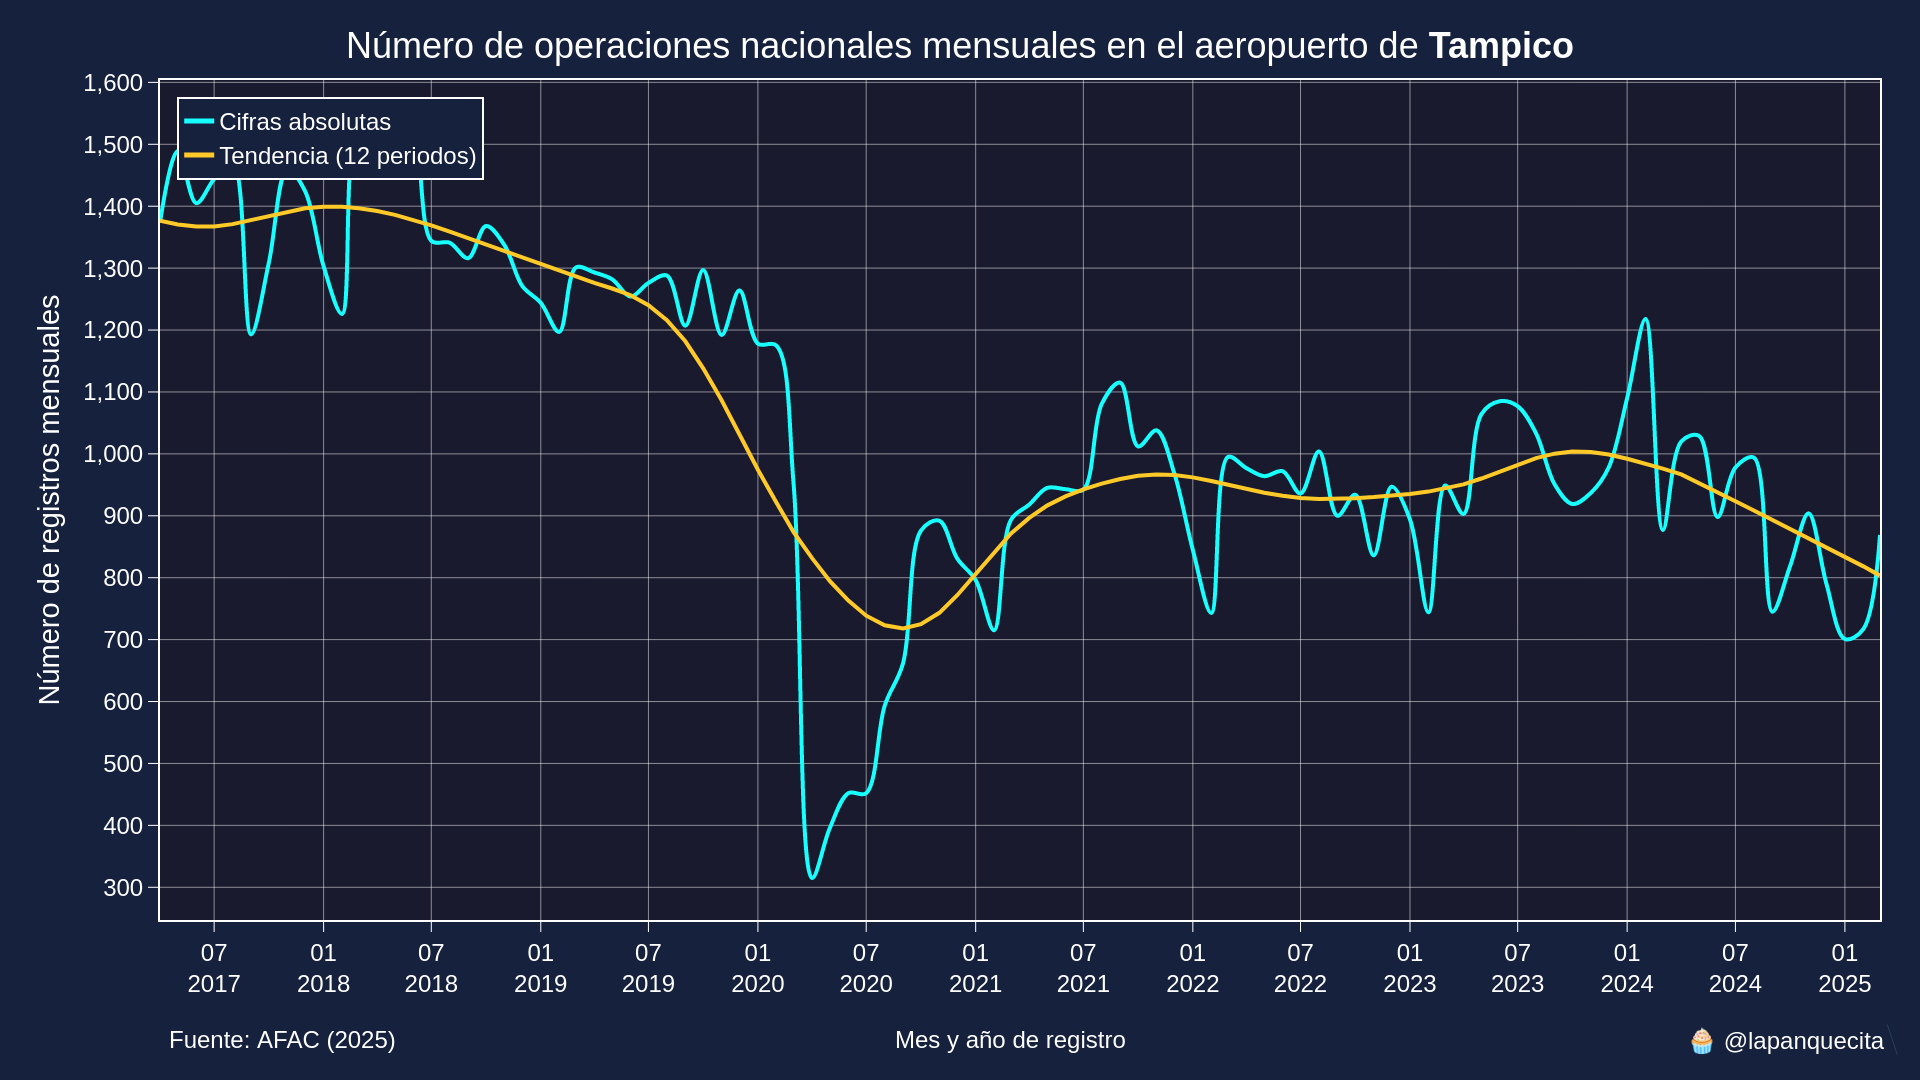 Número de operaciones nacionales mensuales en el aeropuerto de Tampico
1,600
1,500
1,400
1,300
1,200
1,100
1,000
900
800
700
600
500
400
300
Número de registros mensuales
Cifras absolutas
Tendencia (12 periodos)
07 01 07 01 07 01 07 01 07 01 07 01 07 01 07 01
2017 2018 2018 2019 2019 2020 2020 2021 2021 2022 2022 2023 2023 2024 2024 2025
Fuente: AFAC (2025) Mes y año de registro 🧁 @lapanquecita